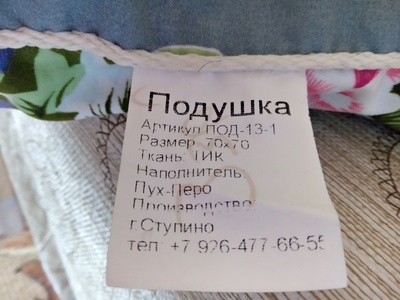 Подушка
Артикул ПОД-13-1
Размер 70х70
Ткань: ТИК
Наполнитель
Пух-Перо
Производство:
г.Ступино
тел: +7 926-477-66-55